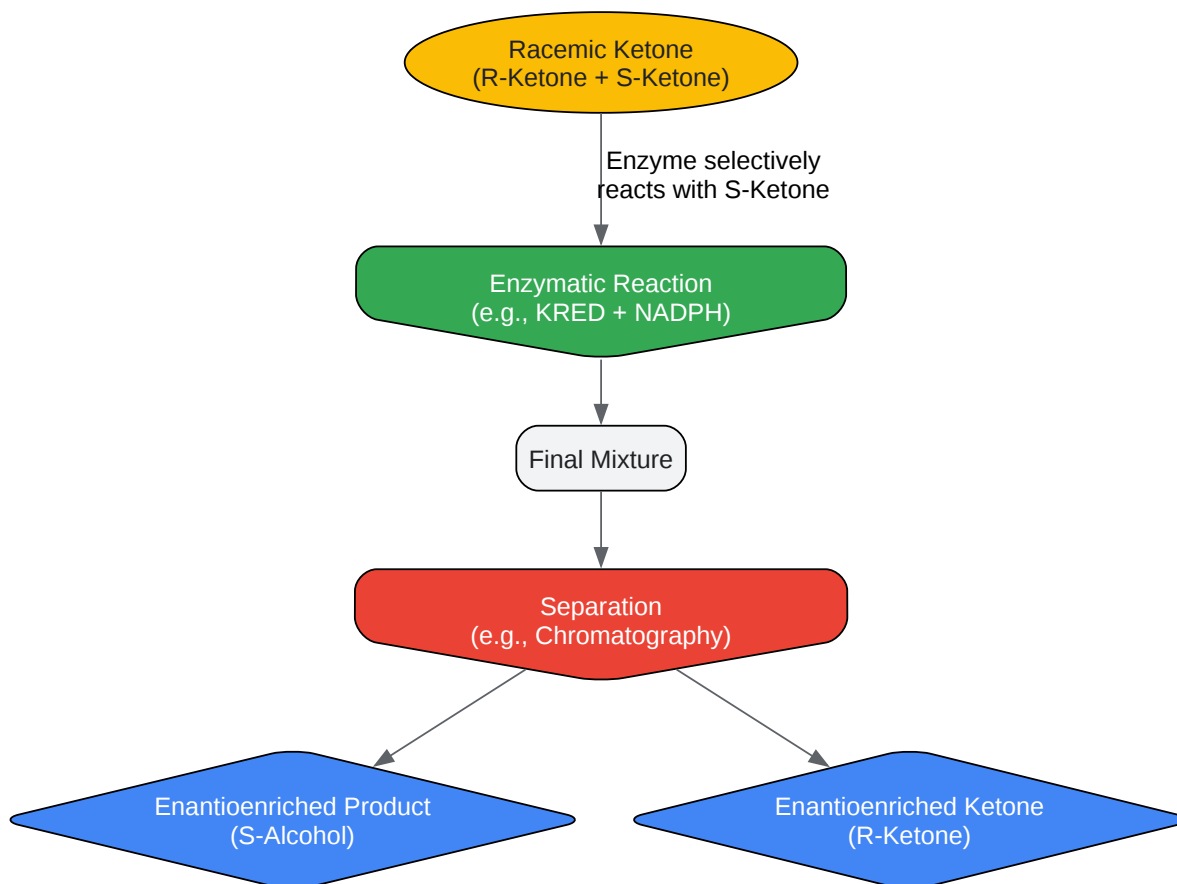 Racemic Ketone
(R-Ketone + S-Ketone)
Enzyme selectively
reacts with S-Ketone
Enzymatic Reaction
(e.g., KRED + NADPH)
Final Mixture
Separation
(e.g., Chromatography)
Enantioenriched Product
(S-Alcohol)
Enantioenriched Ketone
(R-Ketone)